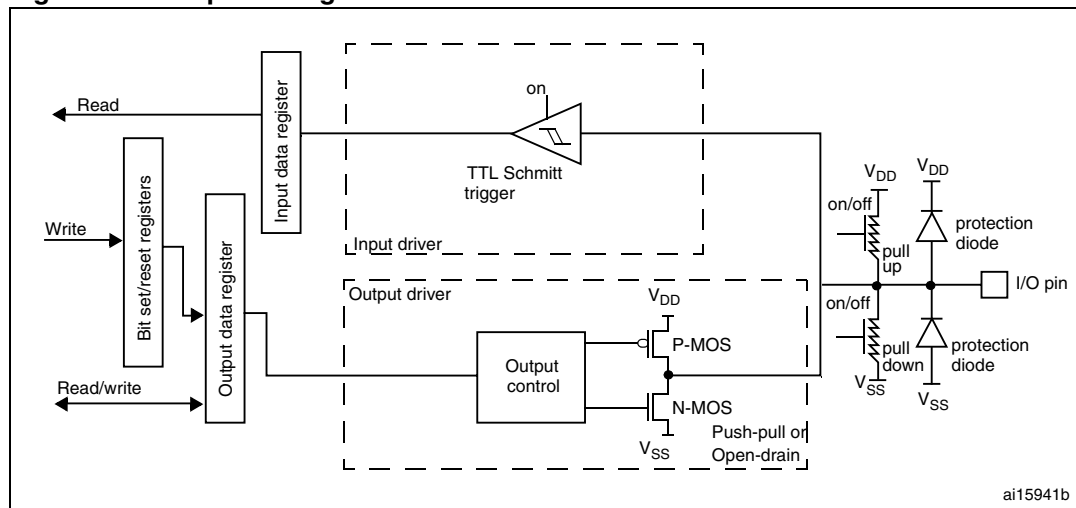 Read
Write
Read/write
Bit set/reset registers
Output data register
Input data register
on
TTL Schmitt
trigger
Input driver
Output driver
VDD
P-MOS
Output
control
N-MOS
VSS
Push-pull or
Open-drain
VDD
on/off
pull
up
VDD
protection
diode
I/O pin
on/off
pull
down
VSS
protection
diode
VSS
ai15941b